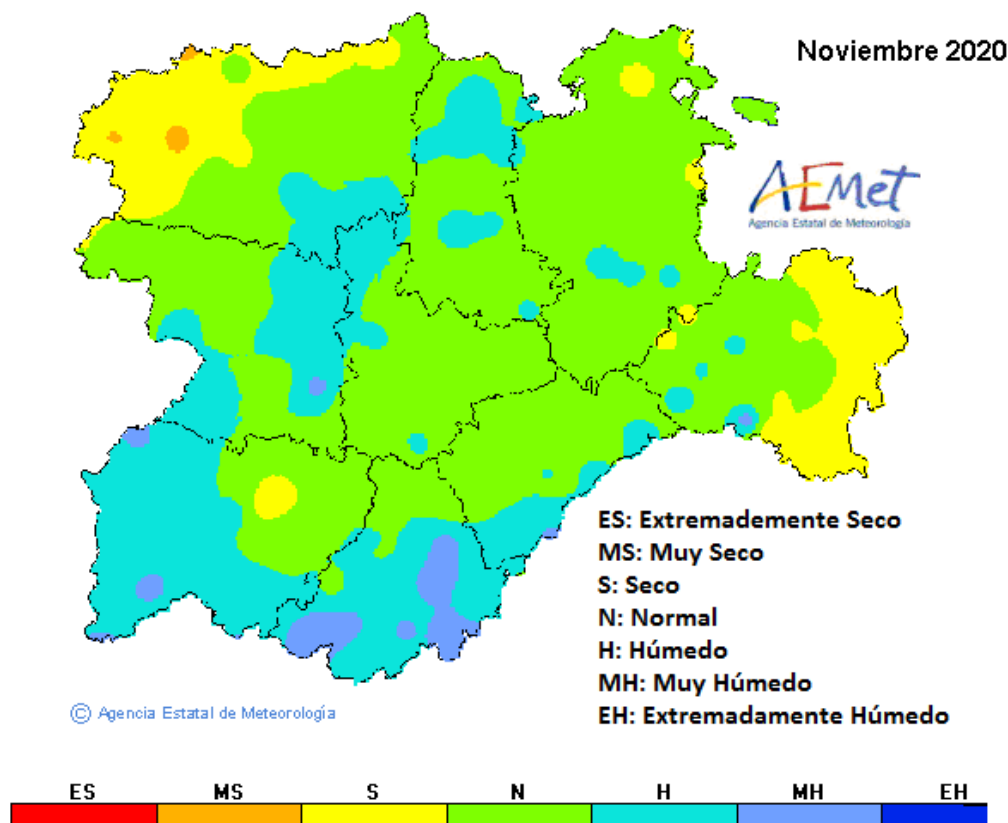 Noviembre 2020
AEMet
Agencia Estatal de Meteorología
ES: Extremademente Seco
MS: Muy Seco
S: Seco
N: Normal
H: Húmedo
MH: Muy Húmedo
EH: Extremadamente Húmedo
© Agencia Estatal de Meteorología
ES MS S N H MH EH